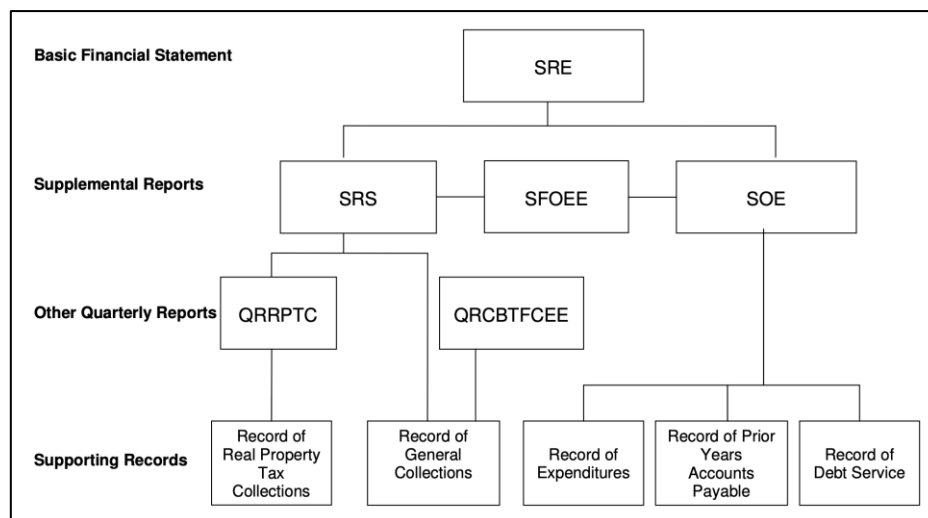 Basic Financial Statement
SRE
Supplemental Reports
SRS
SFOEE
SOE
Other Quarterly Reports
QRRPTC
QRCBTFCEE
Supporting Records
Record of
Real Property
Tax
Collections
Record of
General
Collections
Record of
Expenditures
Record of Prior
Years
Accounts
Payable
Record of
Debt Service